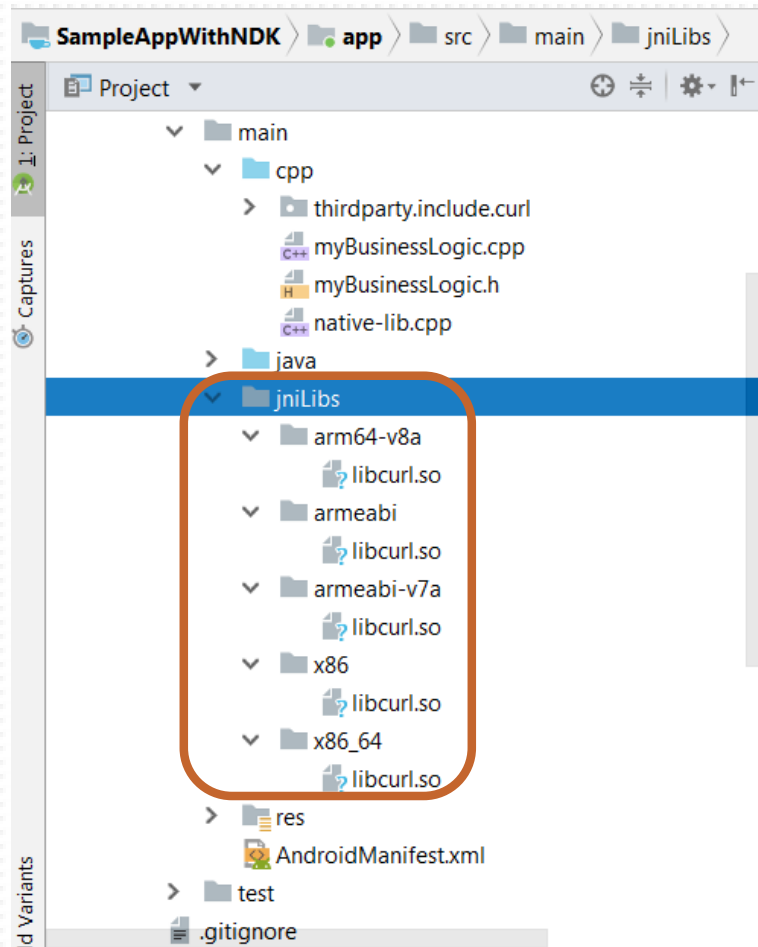 SampleAppWithNDK app src main jniLibs
Project
1: Project
Captures
main
cpp
thirdparty.include.curl
C++ myBusinessLogic.cpp
H myBusinessLogic.h
C++ native-lib.cpp
java
jniLibs
arm64-v8a
? libcurl.so
armeabi
? libcurl.so
armeabi-v7a
? libcurl.so
x86
? libcurl.so
x86_64
? libcurl.so
res
AndroidManifest.xml
test
.gitignore
d Variants